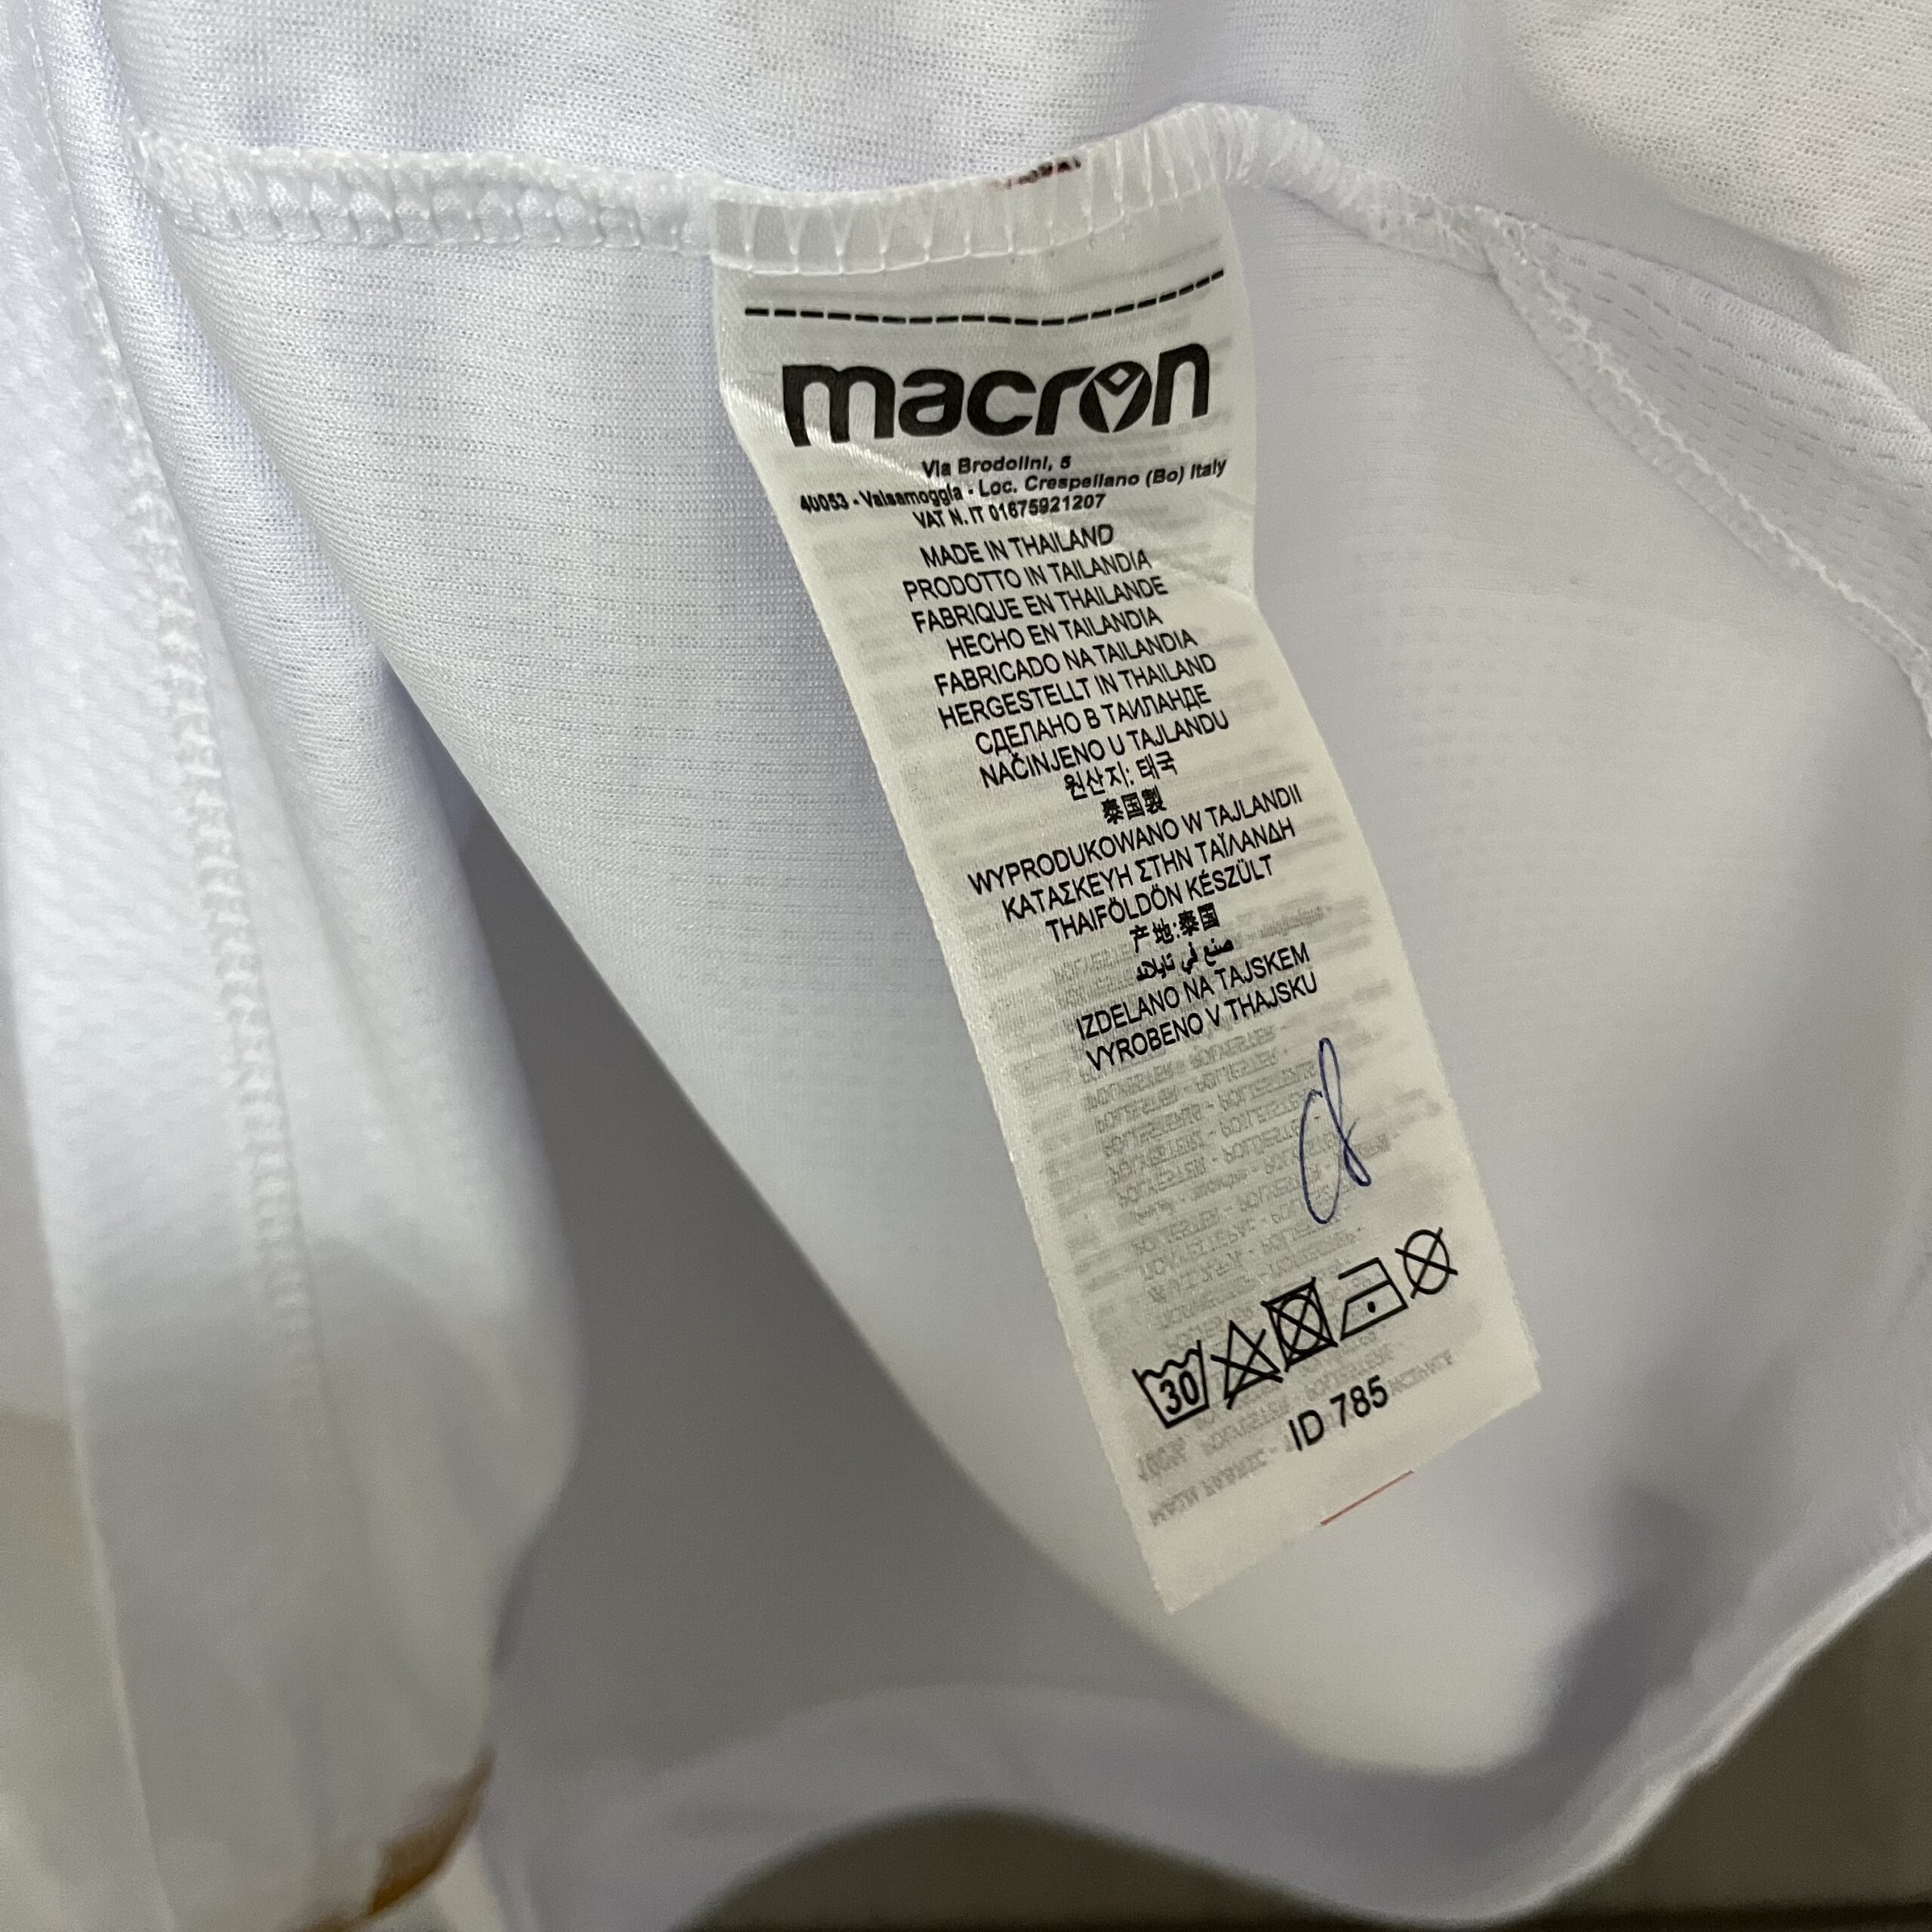 macron
Via Brodolini, 5
40053 - Valsamoggia - Loc. Crespellano (Bo) Italy
VAT N. IT 01675921207
MADE IN THAILAND
PRODOTTO IN TAILANDIA
FABRIQUE EN THAILANDE
HECHO EN TAILANDIA
FABRICADO NA TAILANDIA
HERGESTELLT IN THAILAND
СДЕЛАНО В ТАИЛАНДЕ
NAČINJENO U TAJLANDU
원산지: 태국
泰国製
WYPRODUKOWANO W TAJLANDII
ΚΑΤΑΣΚΕΥΗ ΣΤΗΝ ΤΑΪΛΑΝΔΗ
THAIFÖLDÖN KÉSZÜLT
产地:泰国
صنع في تايلاند
IZDELANO NA TAJSKEM
VYROBENO V THAJSKU
30
ID 785